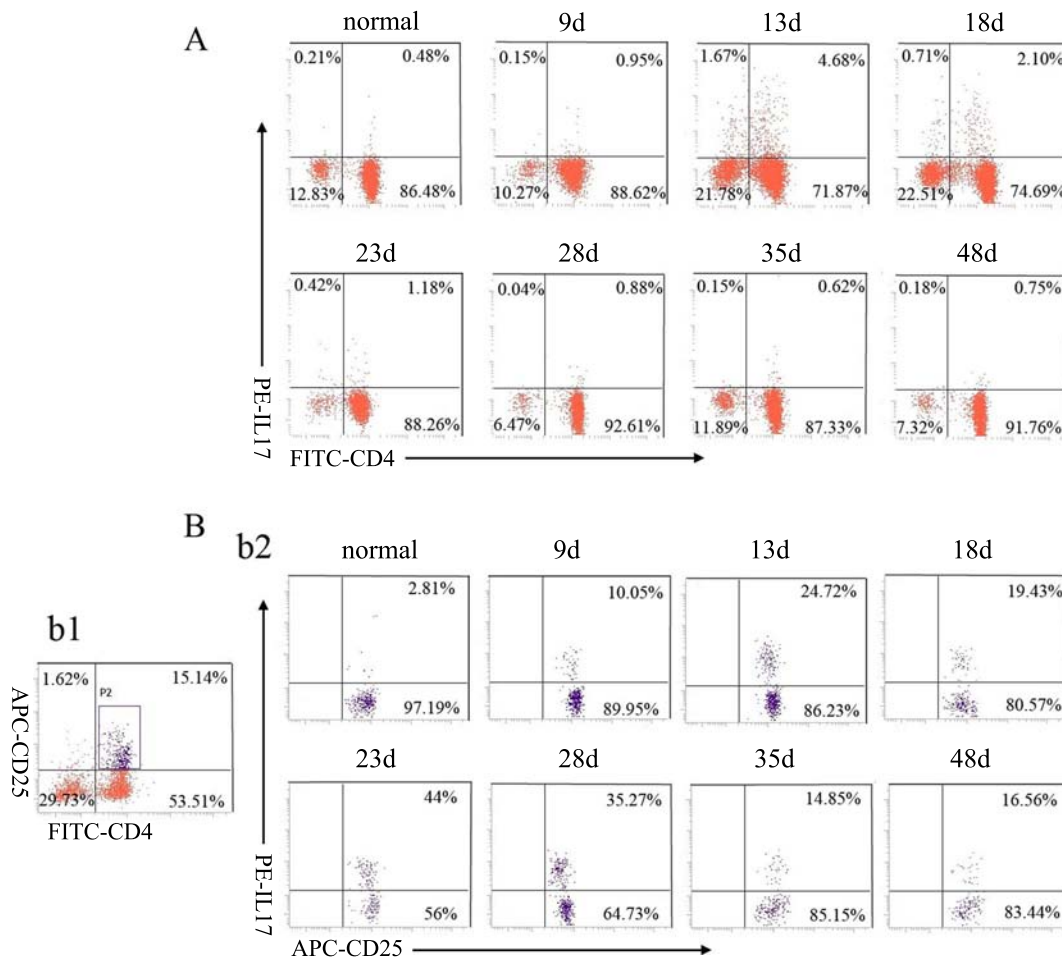 A
normal 9d 13d 18d
0.21% 0.48% 0.15% 0.95% 1.67% 4.68% 0.71% 2.10%
12.83% 86.48% 10.27% 88.62% 21.78% 71.87% 22.51% 74.69%
23d 28d 35d 48d
0.42% 1.18% 0.04% 0.88% 0.15% 0.62% 0.18% 0.75%
88.26% 6.47% 92.61% 11.89% 87.33% 7.32% 91.76%
PE-IL17
FITC-CD4
B
b1
1.62% 15.14%
P2
29.73% 53.51%
APC-CD25
FITC-CD4
b2
normal 9d 13d 18d
2.81% 10.05% 24.72% 19.43%
97.19% 89.95% 86.23% 80.57%
23d 28d 35d 48d
44% 35.27% 14.85% 16.56%
56% 64.73% 85.15% 83.44%
PE-IL17
APC-CD25